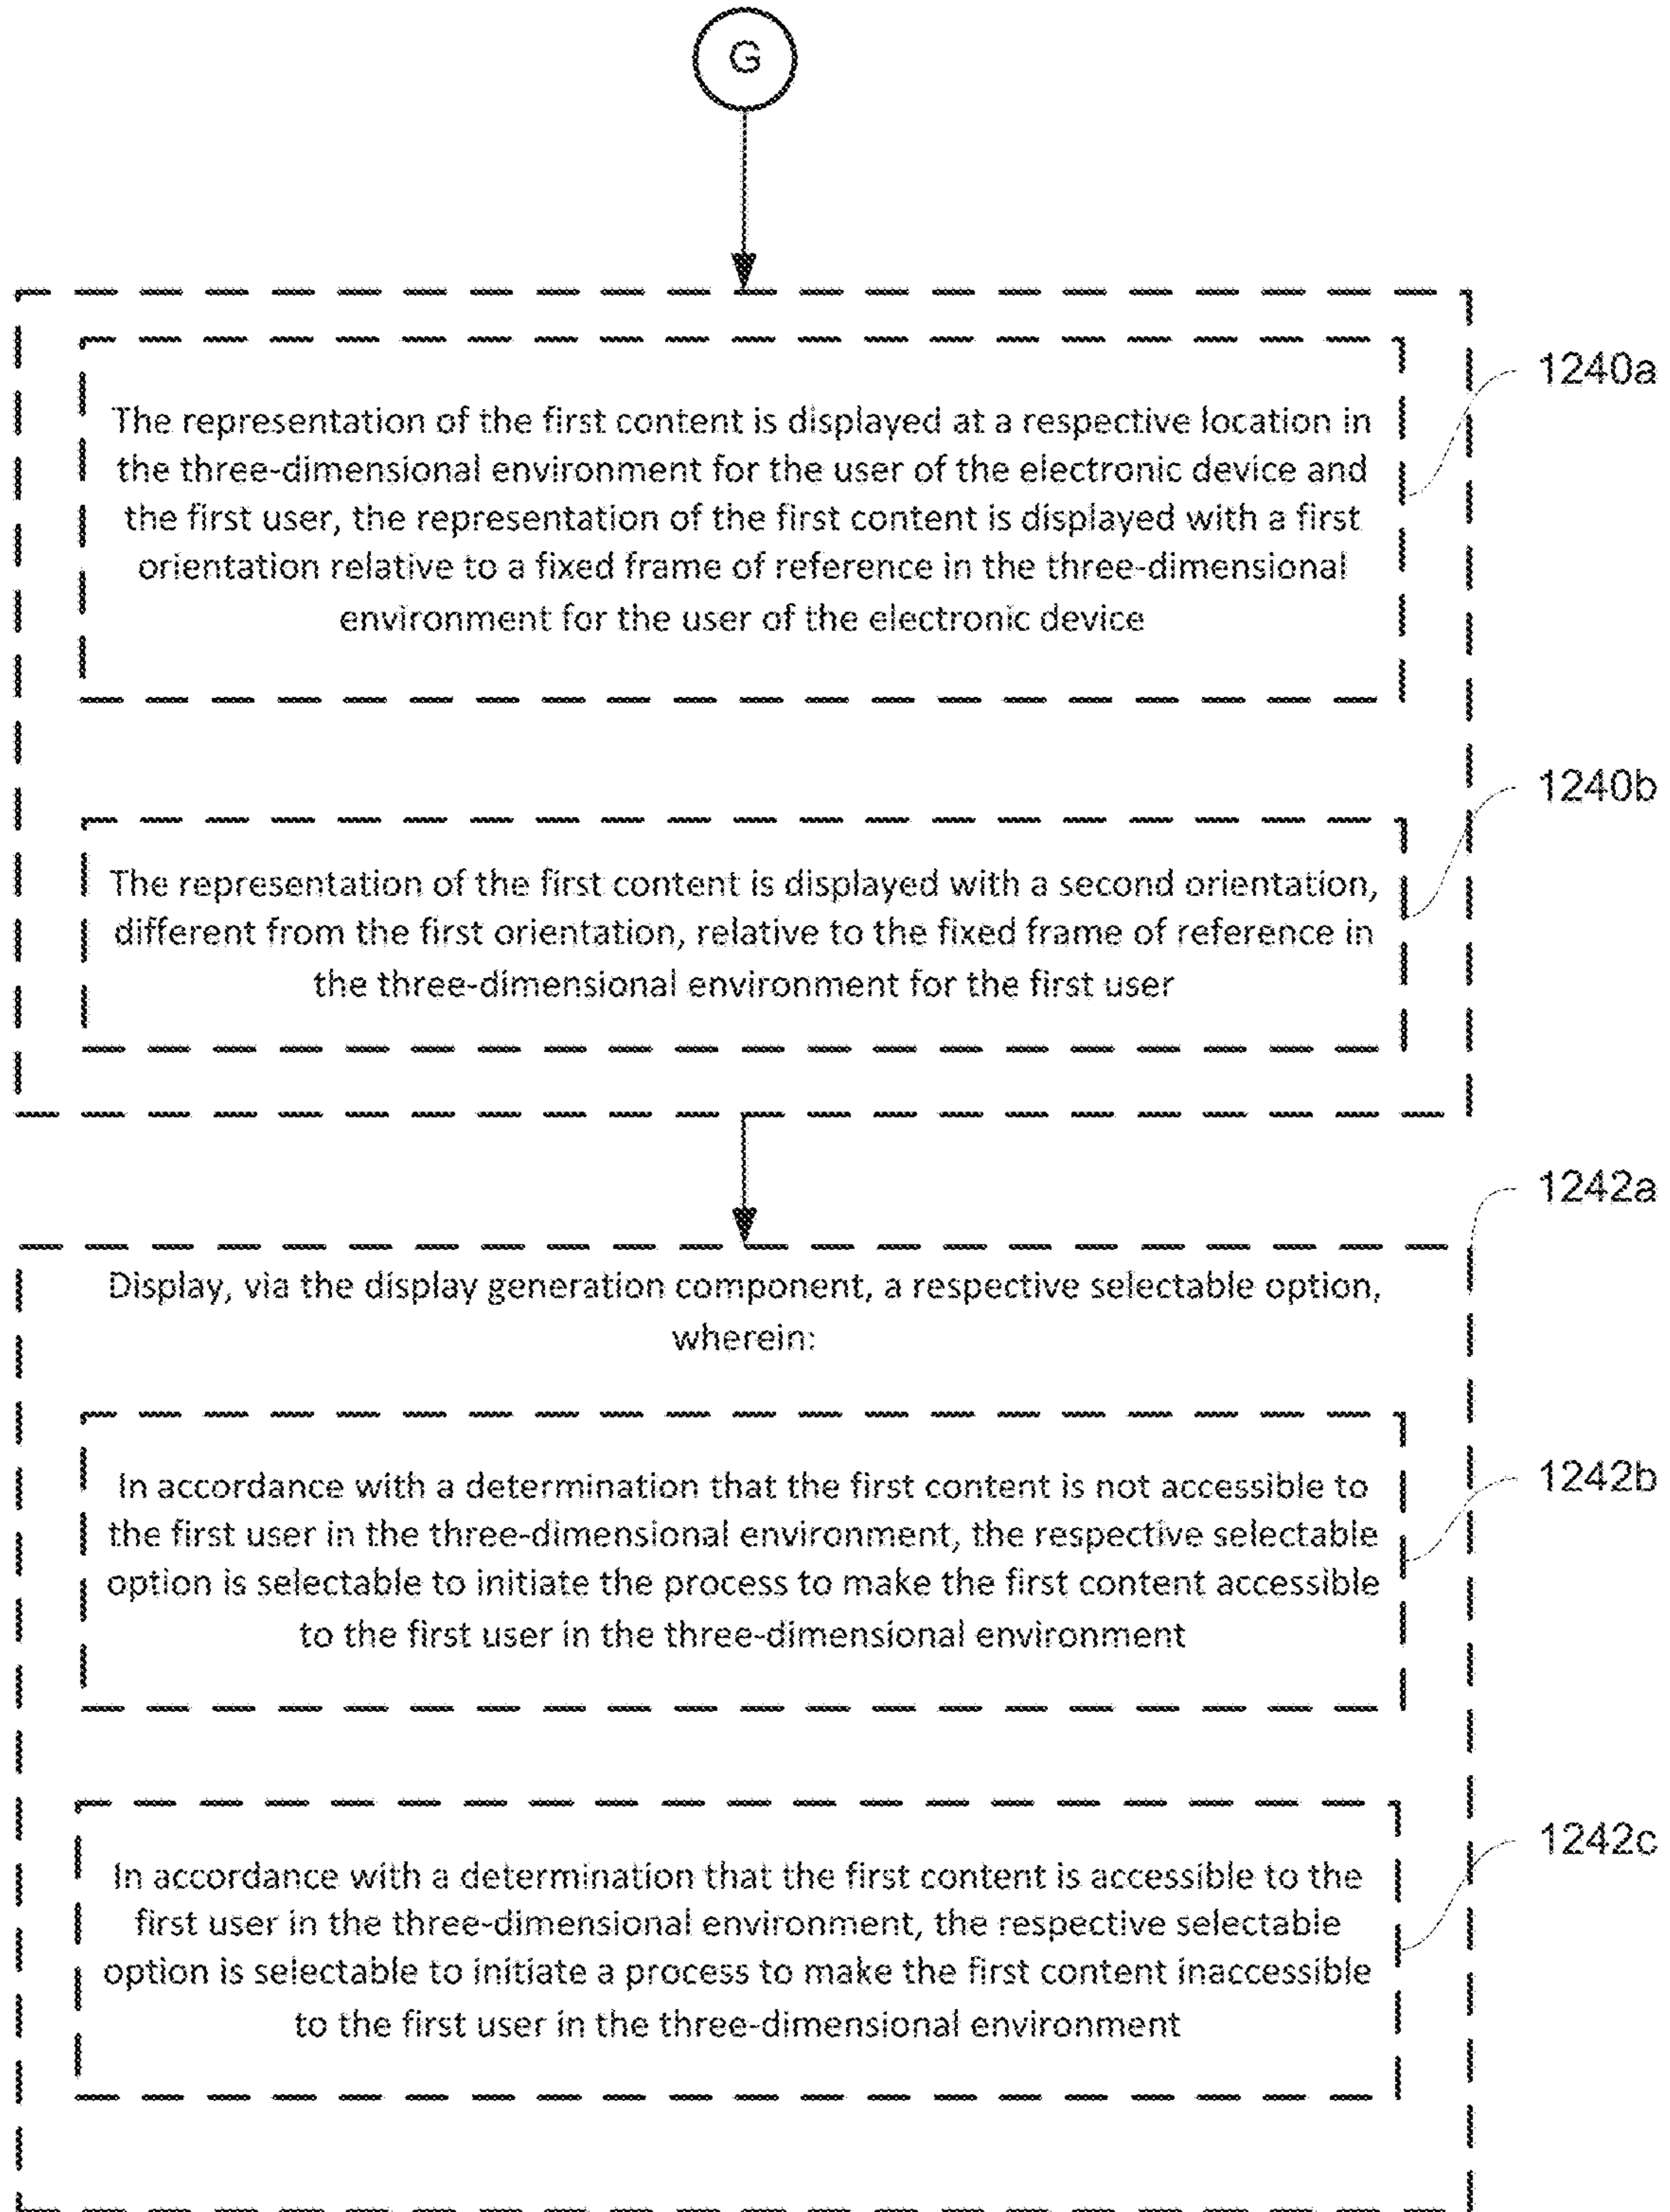 G
1240a
The representation of the first content is displayed at a respective location in
the three-dimensional environment for the user of the electronic device and
the first user, the representation of the first content is displayed with a first
orientation relative to a fixed frame of reference in the three-dimensional
environment for the user of the electronic device
1240b
The representation of the first content is displayed with a second orientation,
different from the first orientation, relative to the fixed frame of reference in
the three-dimensional environment for the first user
1242a
Display, via the display generation component, a respective selectable option,
wherein:
1242b
In accordance with a determination that the first content is not accessible to
the first user in the three-dimensional environment, the respective selectable
option is selectable to initiate the process to make the first content accessible
to the first user in the three-dimensional environment
1242c
In accordance with a determination that the first content is accessible to the
first user in the three-dimensional environment, the respective selectable
option is selectable to initiate a process to make the first content inaccessible
to the first user in the three-dimensional environment